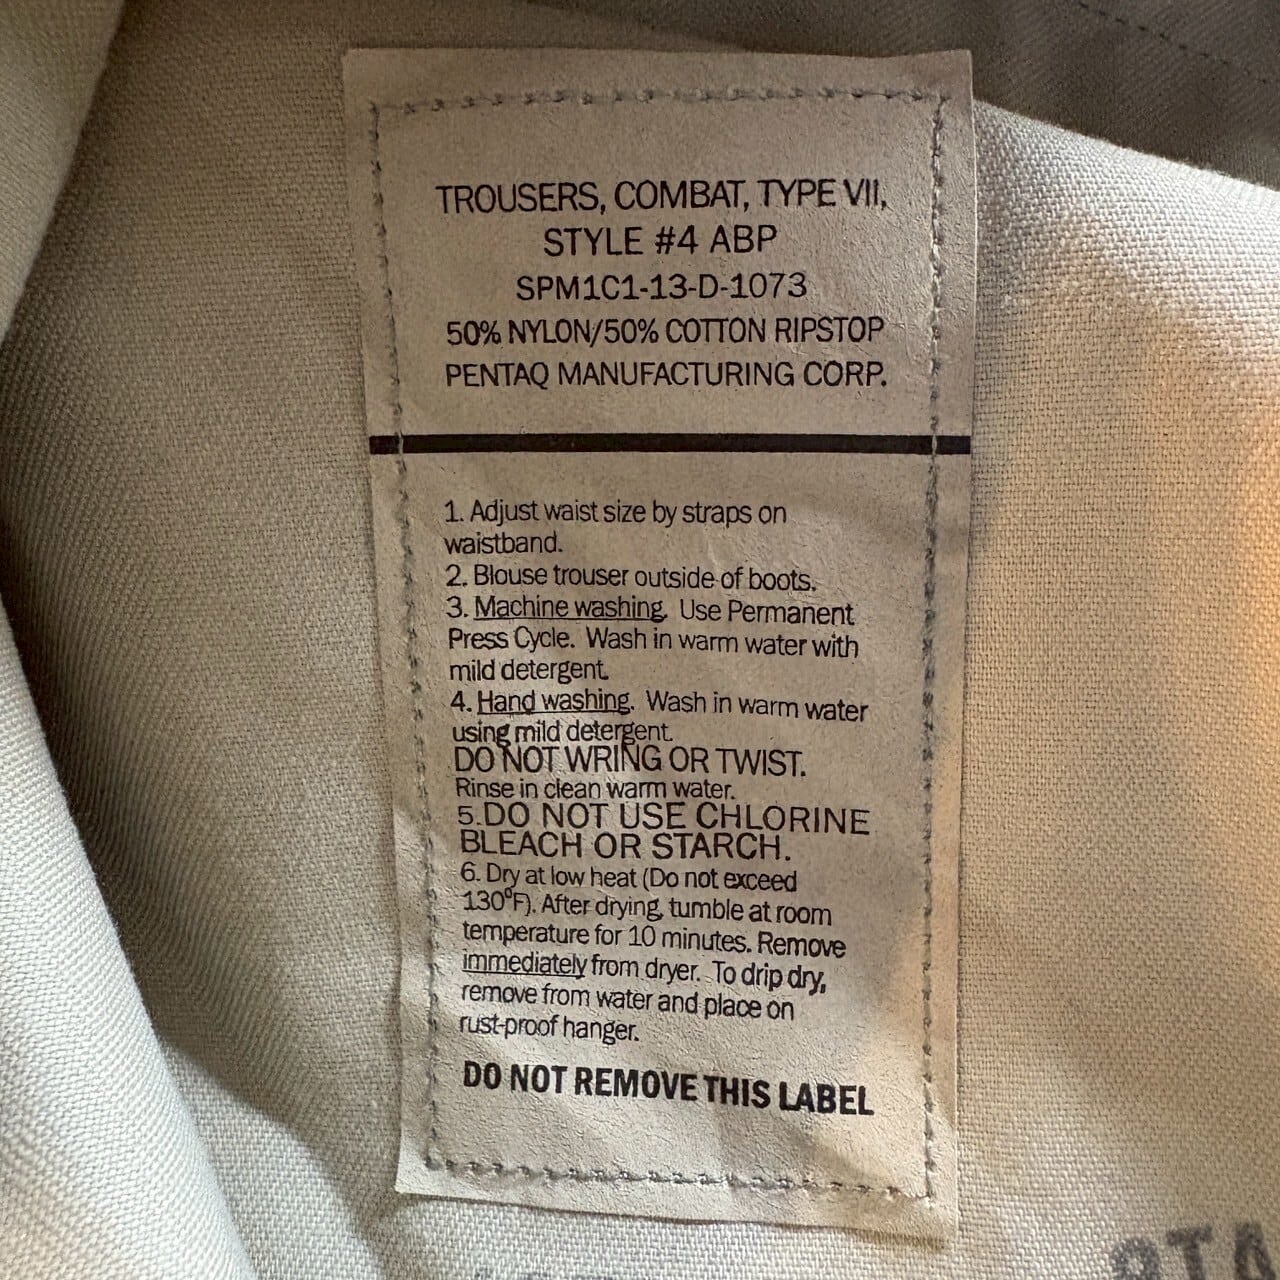 TROUSERS, COMBAT, TYPE VII,
STYLE #4 ABP
SPM1C1-13-D-1073
50% NYLON/50% COTTON RIPSTOP
PENTAQ MANUFACTURING CORP.
1. Adjust waist size by straps on
waistband.
2. Blouse trouser outside of boots.
3. Machine washing. Use Permanent
Press Cycle. Wash in warm water with
mild detergent.
4. Hand washing. Wash in warm water
using mild detergent.
DO NOT WRING OR TWIST.
Rinse in clean warm water.
5.DO NOT USE CHLORINE
BLEACH OR STARCH.
6. Dry at low heat (Do not exceed
130°F). After drying, tumble at room
temperature for 10 minutes. Remove
immediately from dryer. To drip dry,
remove from water and place on
rust-proof hanger.
DO NOT REMOVE THIS LABEL